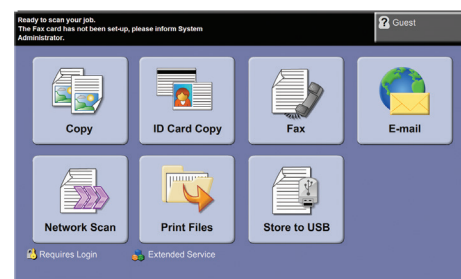 Ready to scan your job.
The Fax card has not been set-up, please inform System
Administrator.
Guest
Copy
ID Card Copy
Fax
E-mail
Network Scan
Print Files
Store to USB
Requires Login
Extended Service